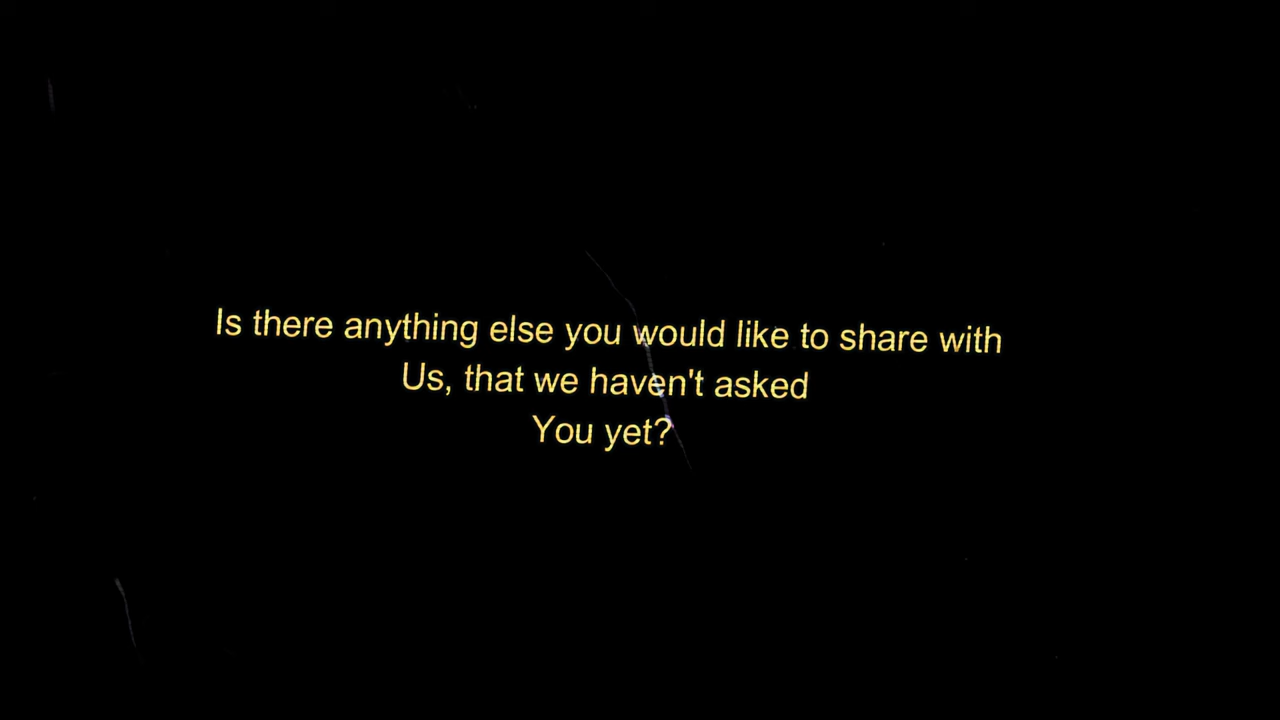 Is there anything else you would like to share with
Us, that we haven't asked
You yet?